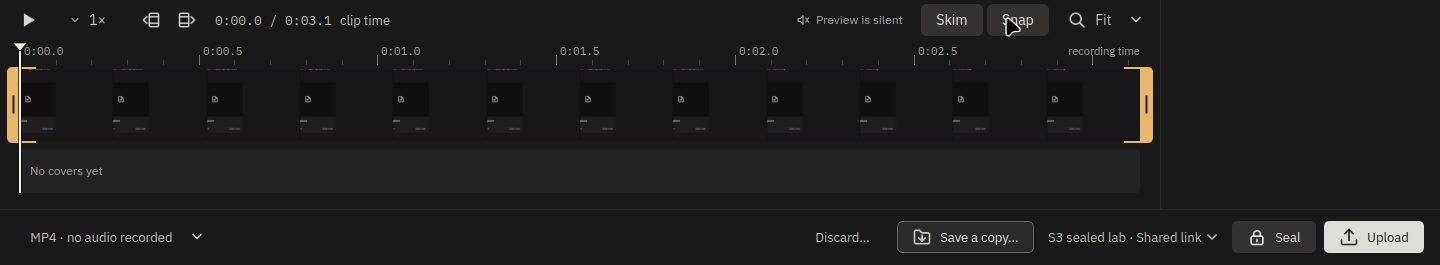 1× 0:00.0 / 0:03.1 clip time Preview is silent Skim Snap Fit
0:00.0 0:00.5 0:01.0 0:01.5 0:02.0 0:02.5 recording time
No covers yet
MP4 · no audio recorded Discard... Save a copy... S3 sealed lab · Shared link Seal Upload